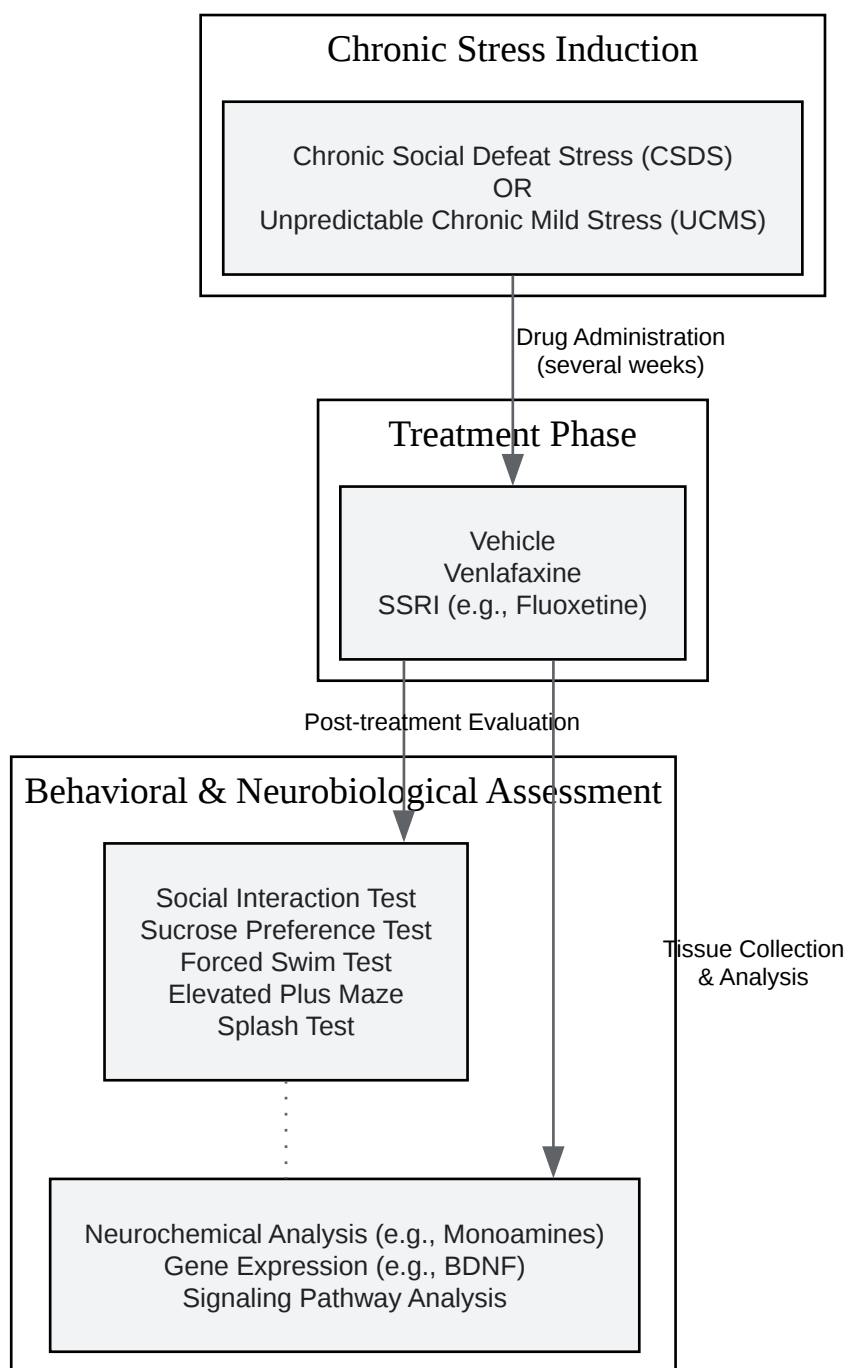 Chronic Stress Induction
Chronic Social Defeat Stress (CSDS)
OR
Unpredictable Chronic Mild Stress (UCMS)
Drug Administration
(several weeks)
Treatment Phase
Vehicle
Venlafaxine
SSRI (e.g., Fluoxetine)
Post-treatment Evaluation
Behavioral & Neurobiological Assessment
Social Interaction Test
Sucrose Preference Test
Forced Swim Test
Elevated Plus Maze
Splash Test
Tissue Collection
& Analysis
Neurochemical Analysis (e.g., Monoamines)
Gene Expression (e.g., BDNF)
Signaling Pathway Analysis